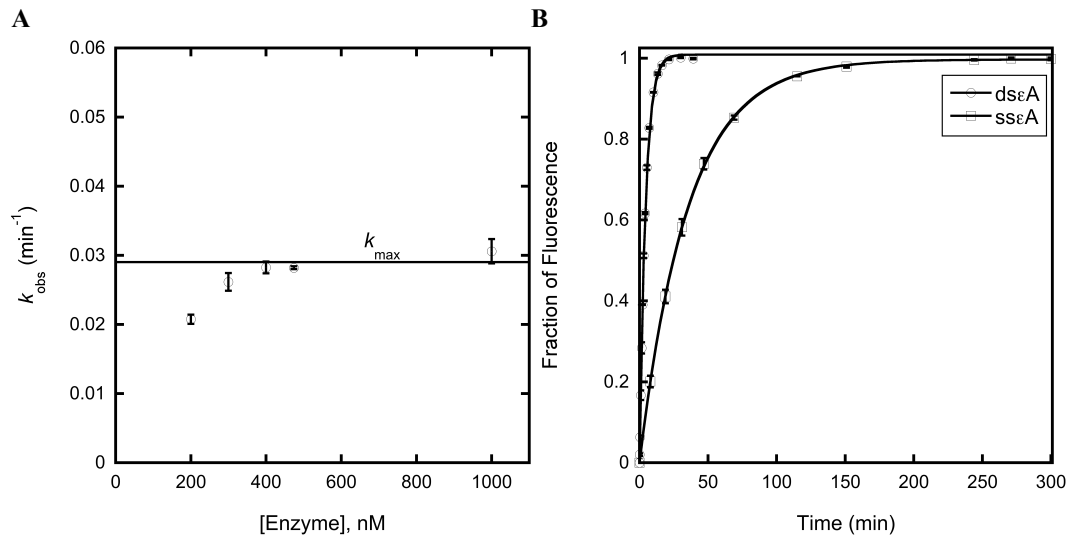 A
0.06
0.05
0.04
0.03
0.02
0.01
0
k_obs (min⁻¹)
k_max
0
200
400
600
800
1000
[Enzyme], nM
B
1
0.8
0.6
0.4
0.2
0
Fraction of Fluorescence
dsεA
ssεA
0
50
100
150
200
250
300
Time (min)